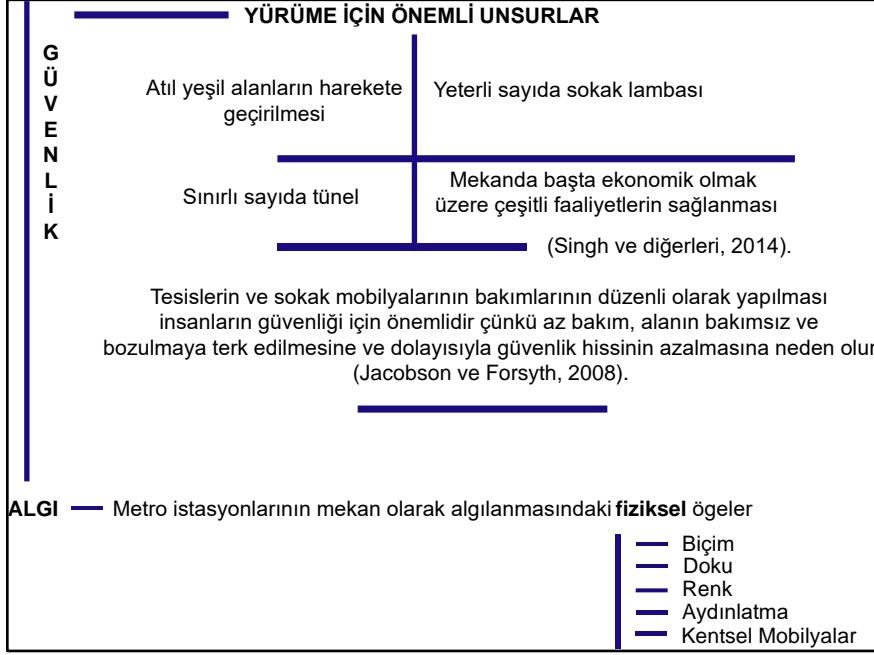 YÜRÜME İÇİN ÖNEMLİ UNSURLAR
GÜVENLİK
Atıl yeşil alanların harekete
geçirilmesi
Yeterli sayıda sokak lambası
Sınırlı sayıda tünel
Mekanda başta ekonomik olmak
üzere çeşitli faaliyetlerin sağlanması
(Singh ve diğerleri, 2014).
Tesislerin ve sokak mobilyalarının bakımlarının düzenli olarak yapılması
insanların güvenliği için önemlidir çünkü az bakım, alanın bakımsız ve
bozulmaya terk edilmesine ve dolayısıyla güvenlik hissinin azalmasına neden olur
(Jacobson ve Forsyth, 2008).
ALGI Metro istasyonlarının mekan olarak algılanmasındaki fiziksel ögeler
Biçim
Doku
Renk
Aydınlatma
Kentsel Mobilyalar